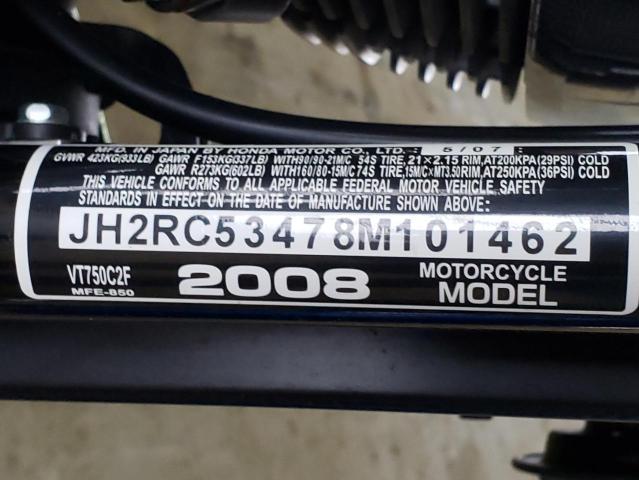 MFD. IN JAPAN BY HONDA MOTOR CO., LTD. 5/07
GVWR 423KG(933LB) GAWR F153KG(337LB) WITH90/90-21M/C 54S TIRE, 21×2.15 RIM, AT200KPA(29PSI) COLD
GAWR R273KG(602LB) WITH160/80-15M/C74S TIRE, 15M/C×MT3.50 RIM, AT250KPA(36PSI) COLD
THIS VEHICLE CONFORMS TO ALL APPLICABLE FEDERAL MOTOR VEHICLE SAFETY
STANDARDS IN EFFECT ON THE DATE OF MANUFACTURE SHOWN ABOVE:
JH2RC53478M101462
VT750C2F 2008 MOTORCYCLE
MFE-850 MODEL